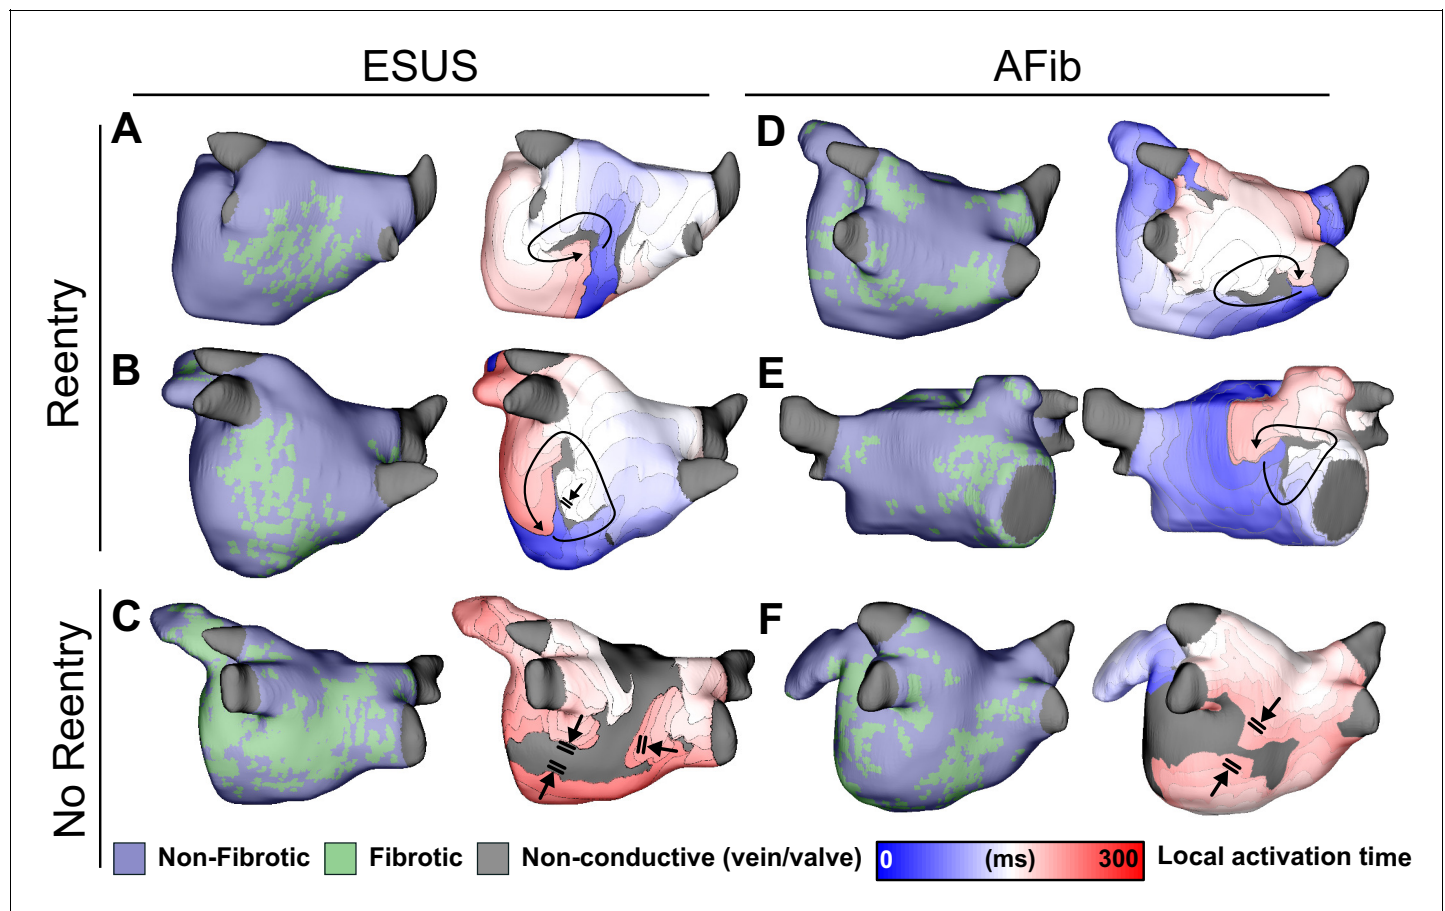 ESUS
AFib
A
D
Reentry
B
E
No Reentry
C
F
Non-Fibrotic
Fibrotic
Non-conductive (vein/valve)
0 (ms) 300
Local activation time